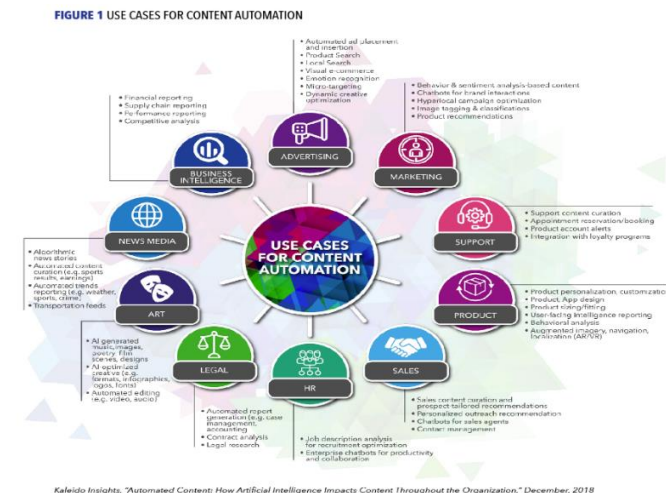 FIGURE 1 USE CASES FOR CONTENT AUTOMATION
• Automated ad placement
and insertion
• Product Search
• Local Search
• Visual e-commerce
• Emotion recognition
• Micro-targeting
• Dynamic creative
optimization
ADVERTISING
• Behavior & sentiment analysis-based content
• Chatbots for brand interactions
• Hyperlocal campaign optimization
• Image tagging & classifications
• Product recommendations
MARKETING
• Support content curation
• Appointment reservation/booking
• Product account alerts
• Integration with loyalty programs
SUPPORT
• Product personalization, customizatio
• Product, App design
• Product sizing/fitting
• User-facing intelligence reporting
• Behavioral analysis
• Augmented imagery, navigation,
localization (AR/VR)
PRODUCT
• Sales content curation and
prospect tailored recommendations
• Personalized outreach recommendation
• Chatbots for sales agents
• Contact management
SALES
• Job description analysis
for recruitment optimization
• Enterprise chatbots for productivity
and collaboration
HR
• Automated report
generation (e.g. case
management,
accounting
• Contract analysis
• Legal research
LEGAL
• AI generated
music, images,
poetry, film
scenes, designs
• AI optimized
creative (e.g.
formats, infographics,
logos, fonts)
• Automated editing
(e.g. video, audio)
ART
• Algorithmic
news stories
• Automated content
curation (e.g. sports
results, earnings)
• Automated trends
reporting (e.g. weather,
sports, crime)
• Transportation feeds
NEWS MEDIA
• Financial reporting
• Supply chain reporting
• Performance reporting
• Competitive analysis
BUSINESS
INTELLIGENCE
USE CASES
FOR CONTENT
AUTOMATION
Kaleido Insights, "Automated Content: How Artificial Intelligence Impacts Content Throughout the Organization," December, 2018